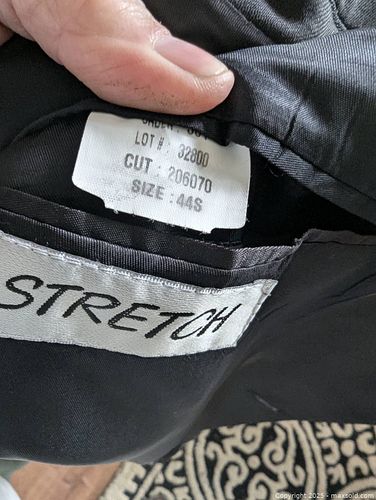 LOT # : 32800
CUT : 206070
SIZE : 44S
STRETCH
Copyright 2025 - maxsold.com